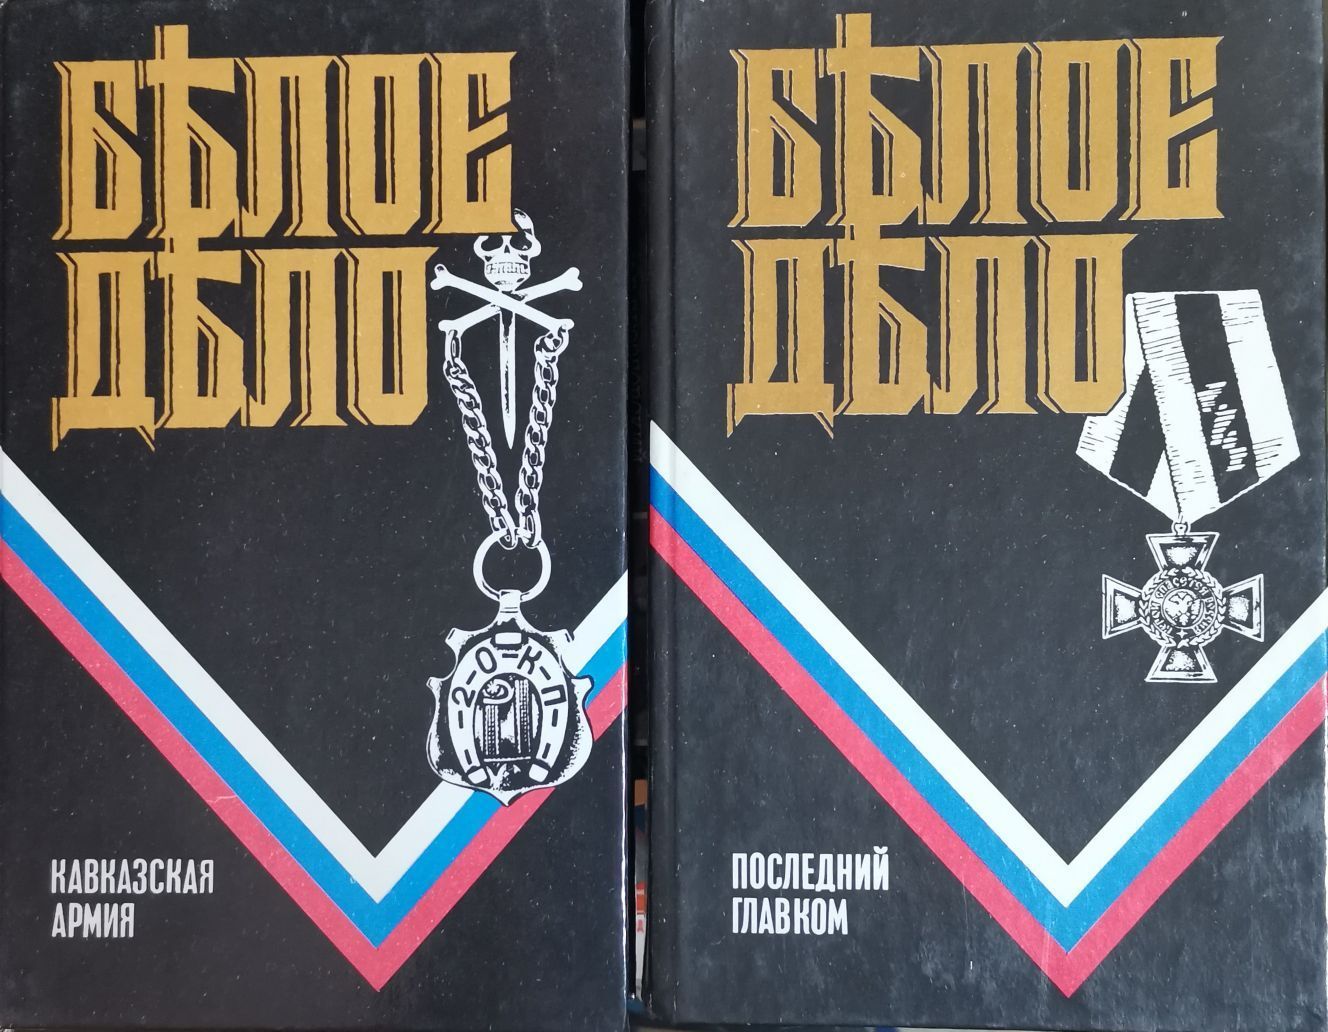 БѢЛОЕ
ДѢЛО
2-О-К-П
КАВКАЗСКАЯ
АРМИЯ
БѢЛОЕ
ДѢЛО
ПОСЛЕДНИЙ
ГЛАВКОМ